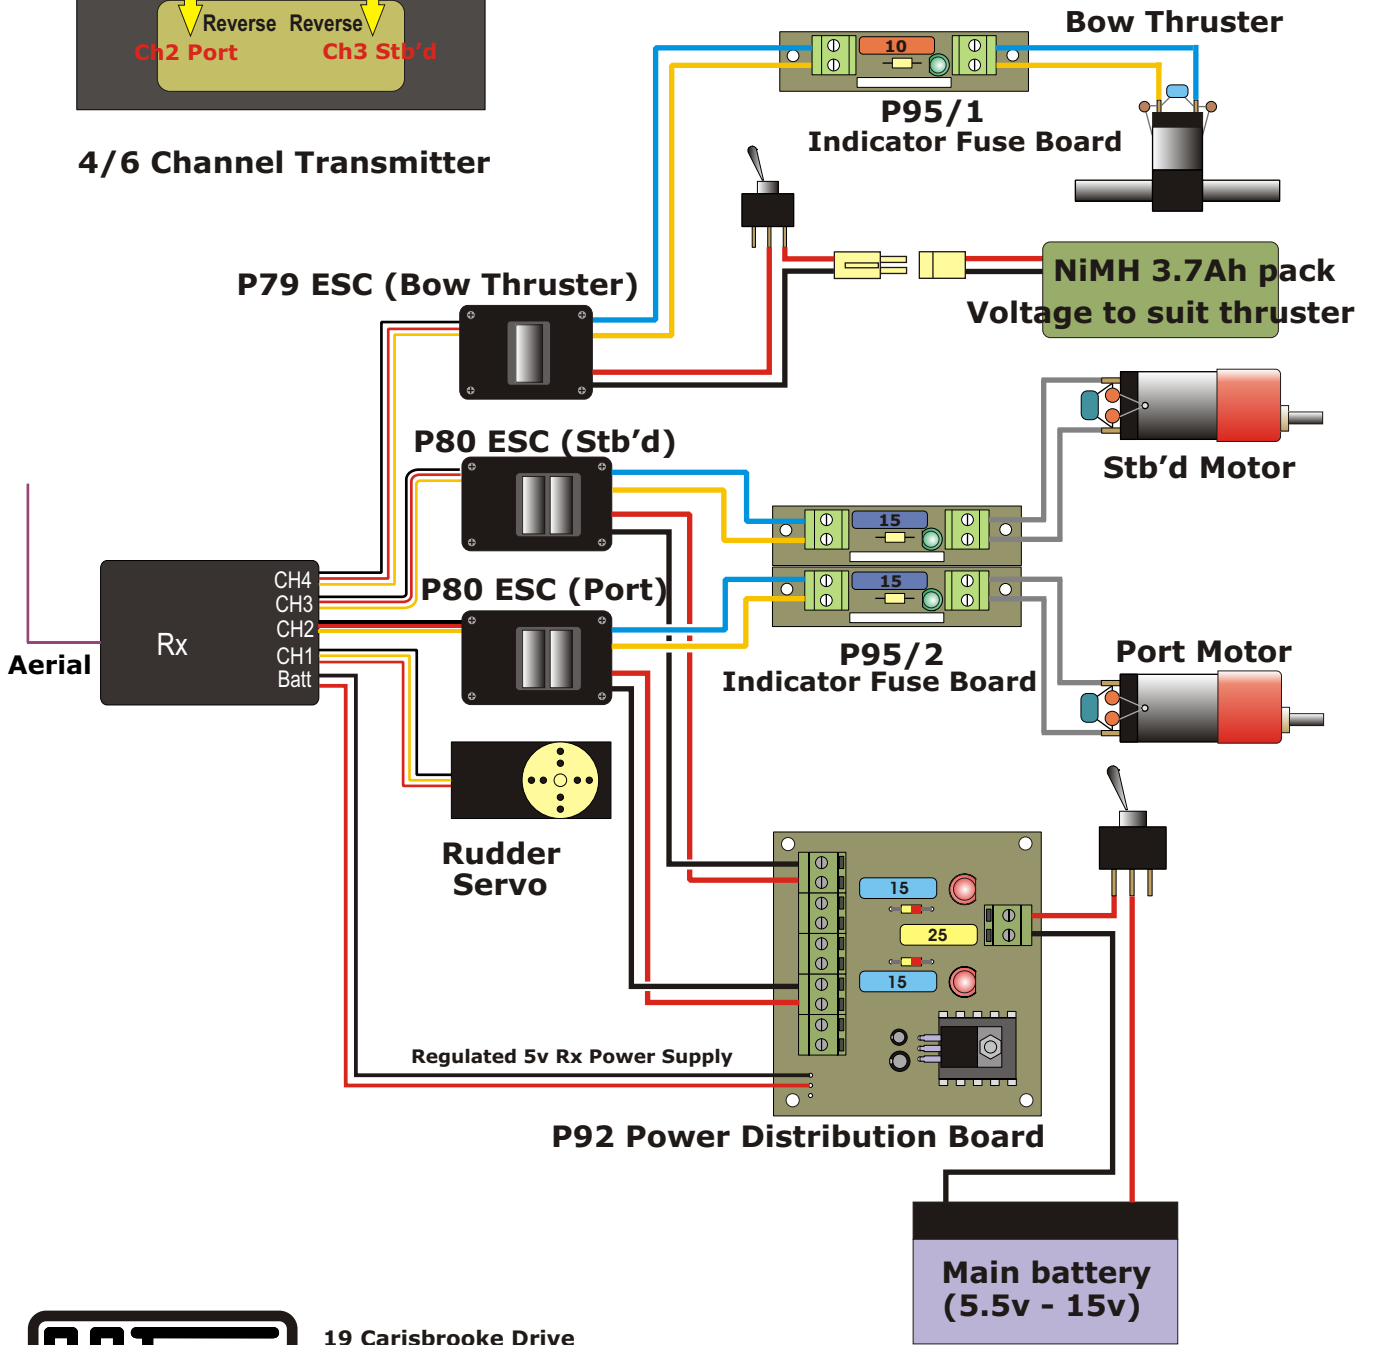 Reverse Reverse
Ch2 Port Ch3 Stb’d
4/6 Channel Transmitter
Bow Thruster
10
P95/1
Indicator Fuse Board
P79 ESC (Bow Thruster)
NiMH 3.7Ah pack
Voltage to suit thruster
P80 ESC (Stb’d)
Stb’d Motor
15
P80 ESC (Port)
15
CH4
CH3
CH2
CH1
Batt
Rx
Aerial
P95/2
Indicator Fuse Board
Port Motor
Rudder
Servo
15
25
15
Regulated 5v Rx Power Supply
P92 Power Distribution Board
Main battery
(5.5v - 15v)
19 Carisbrooke Drive